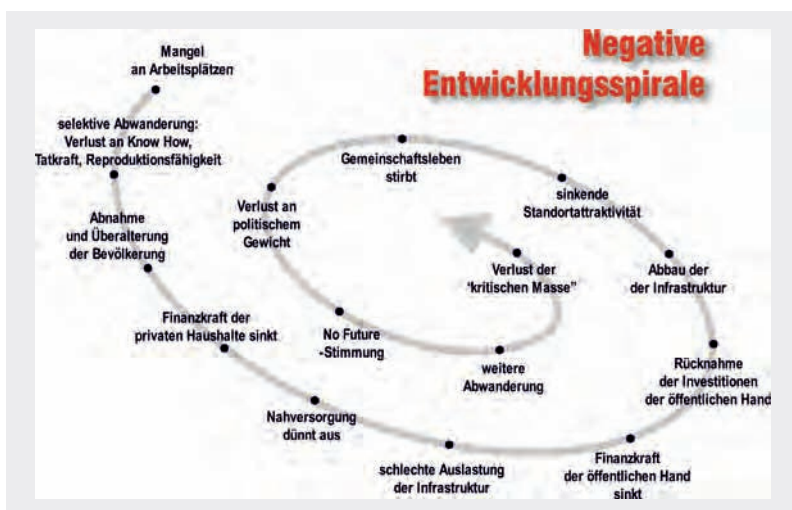 Negative
Entwicklungsspirale
Mangel
an Arbeitsplätzen
selektive Abwanderung:
Verlust an Know How,
Tatkraft, Reproduktionsfähigkeit
Abnahme
und Überalterung
der Bevölkerung
Finanzkraft der
privaten Haushalte sinkt
Nahversorgung
dünnt aus
schlechte Auslastung
der Infrastruktur
Finanzkraft
der öffentlichen Hand
sinkt
Rücknahme
der Investitionen
der öffentlichen Hand
Abbau der
der Infrastruktur
sinkende
Standortattraktivität
Gemeinschaftsleben
stirbt
Verlust an
politischem
Gewicht
No Future
-Stimmung
weitere
Abwanderung
Verlust der
‘kritischen Masse”